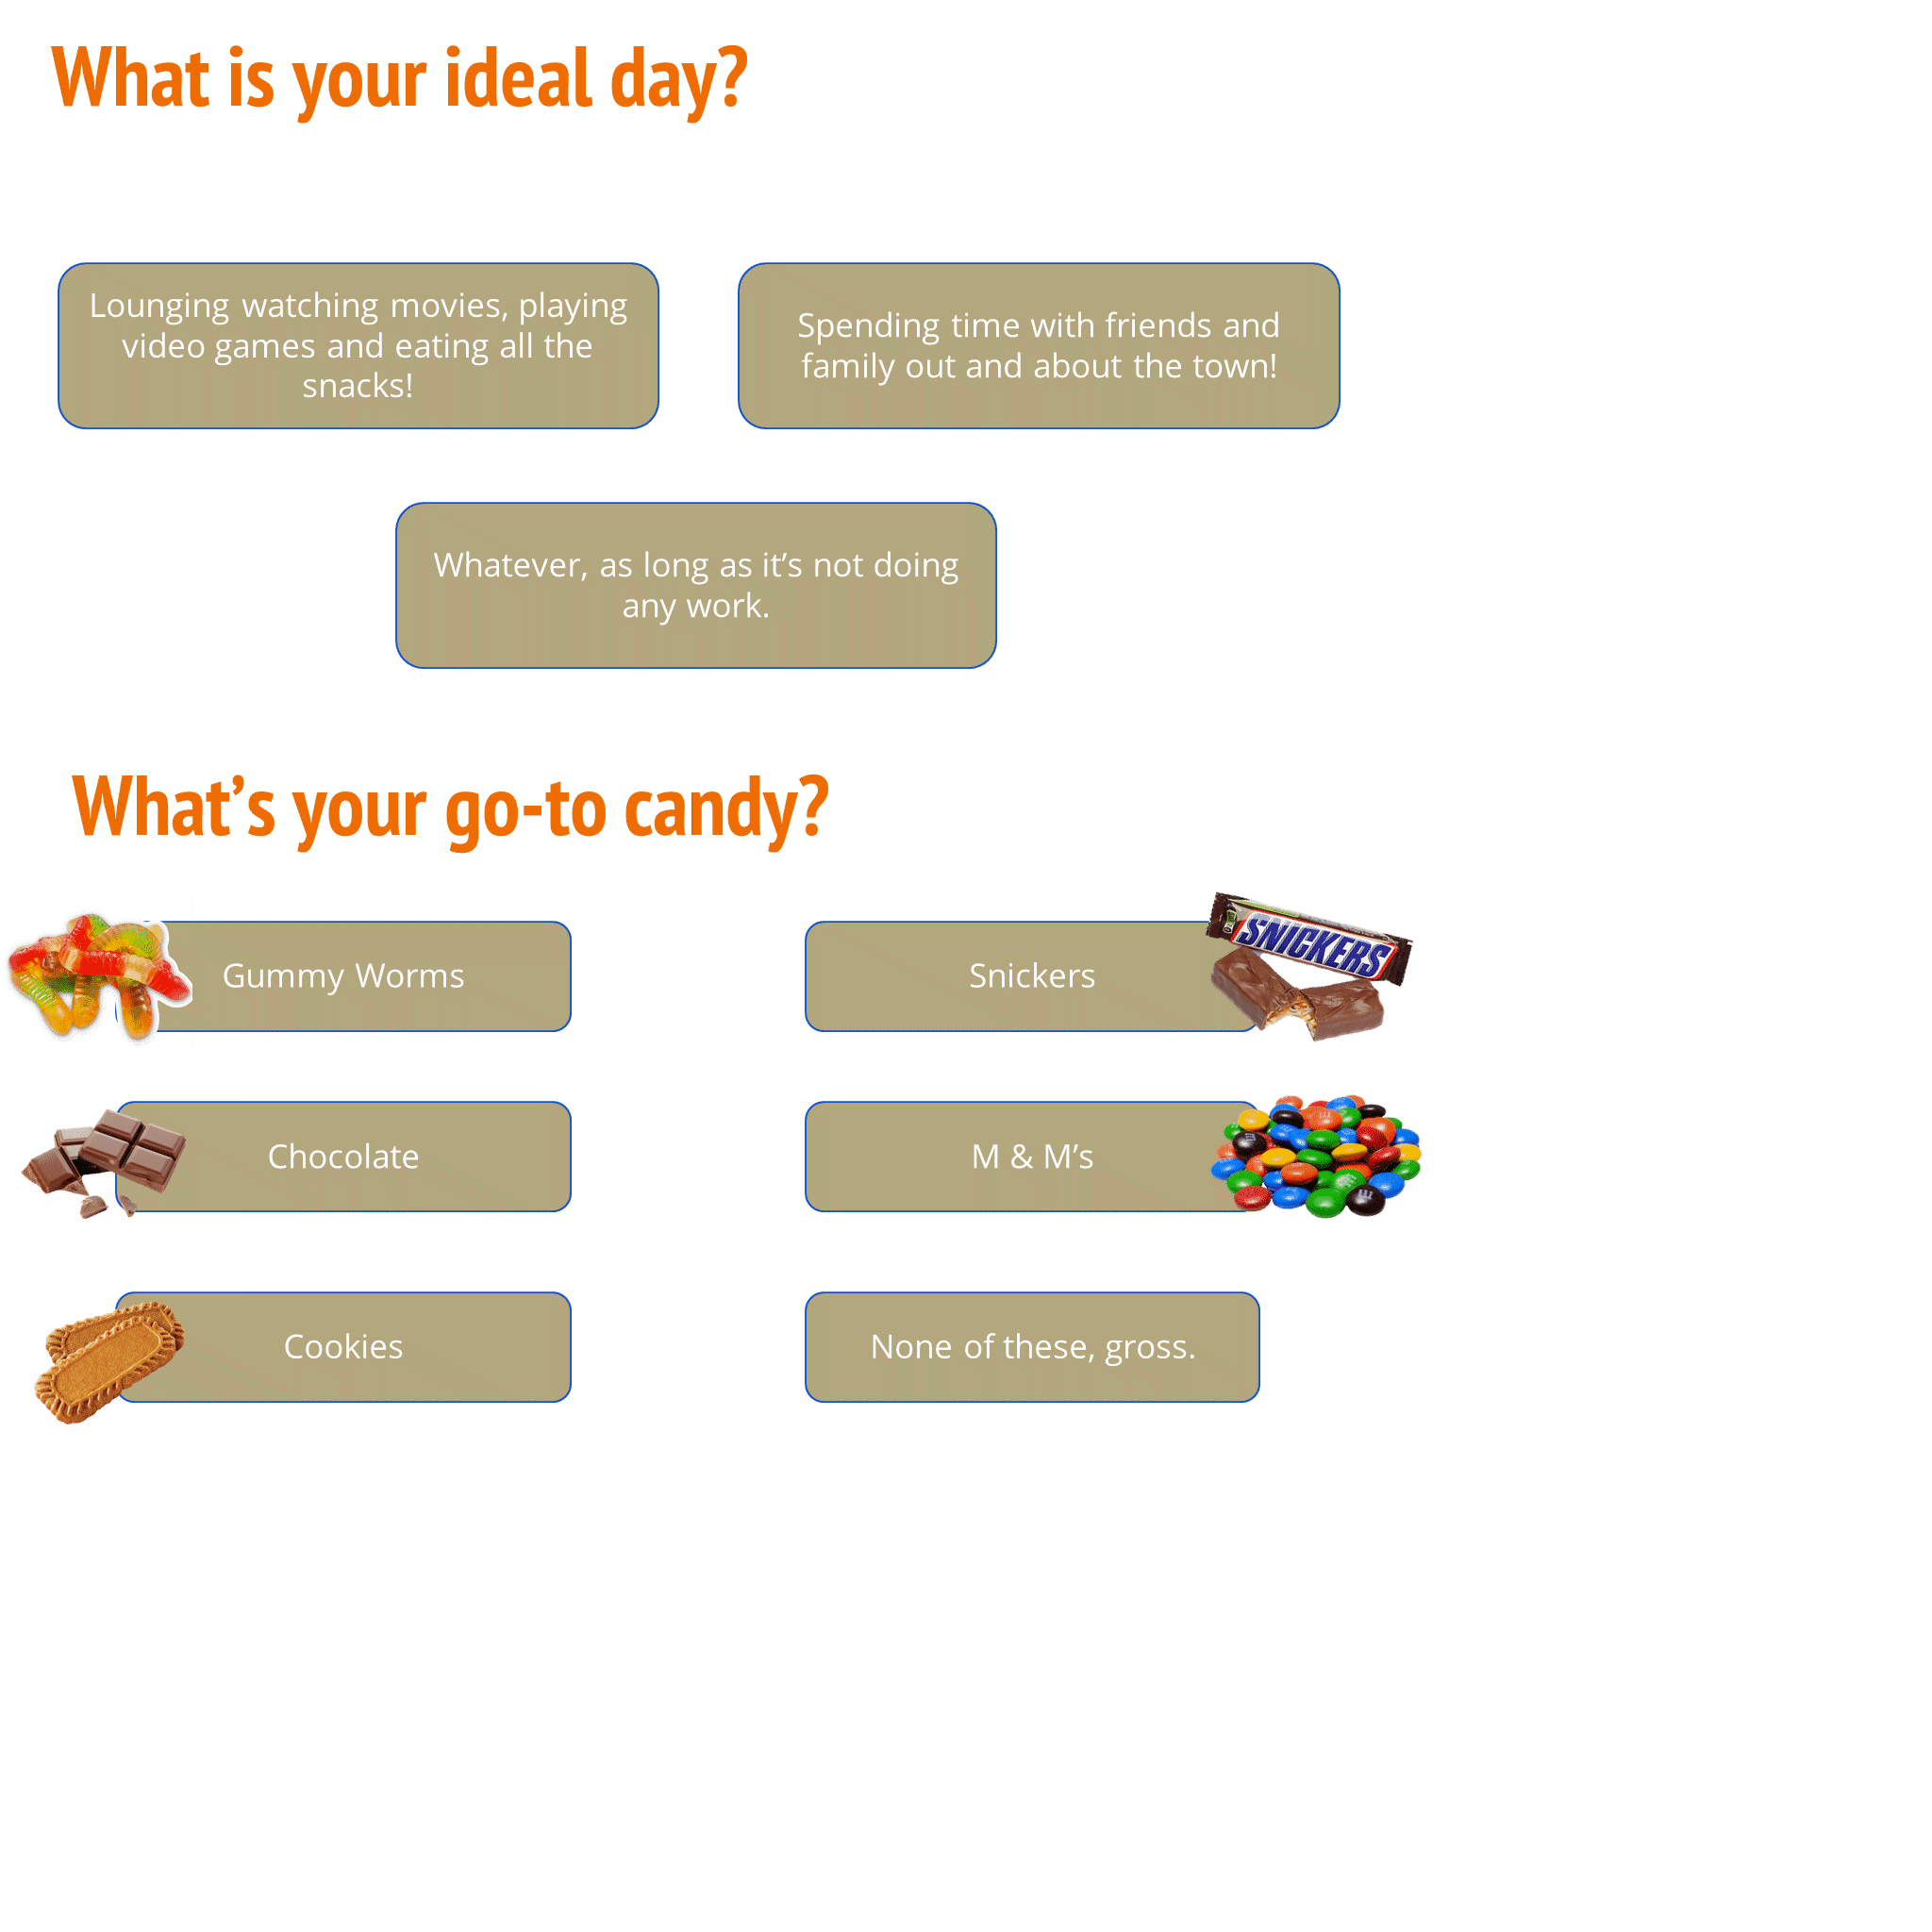 What is your ideal day?
Lounging watching movies, playing
video games and eating all the
snacks!
Spending time with friends and
family out and about the town!
Whatever, as long as it’s not doing
any work.
What’s your go-to candy?
Gummy Worms
Snickers
SNICKERS
Chocolate
M & M’s
Cookies
None of these, gross.